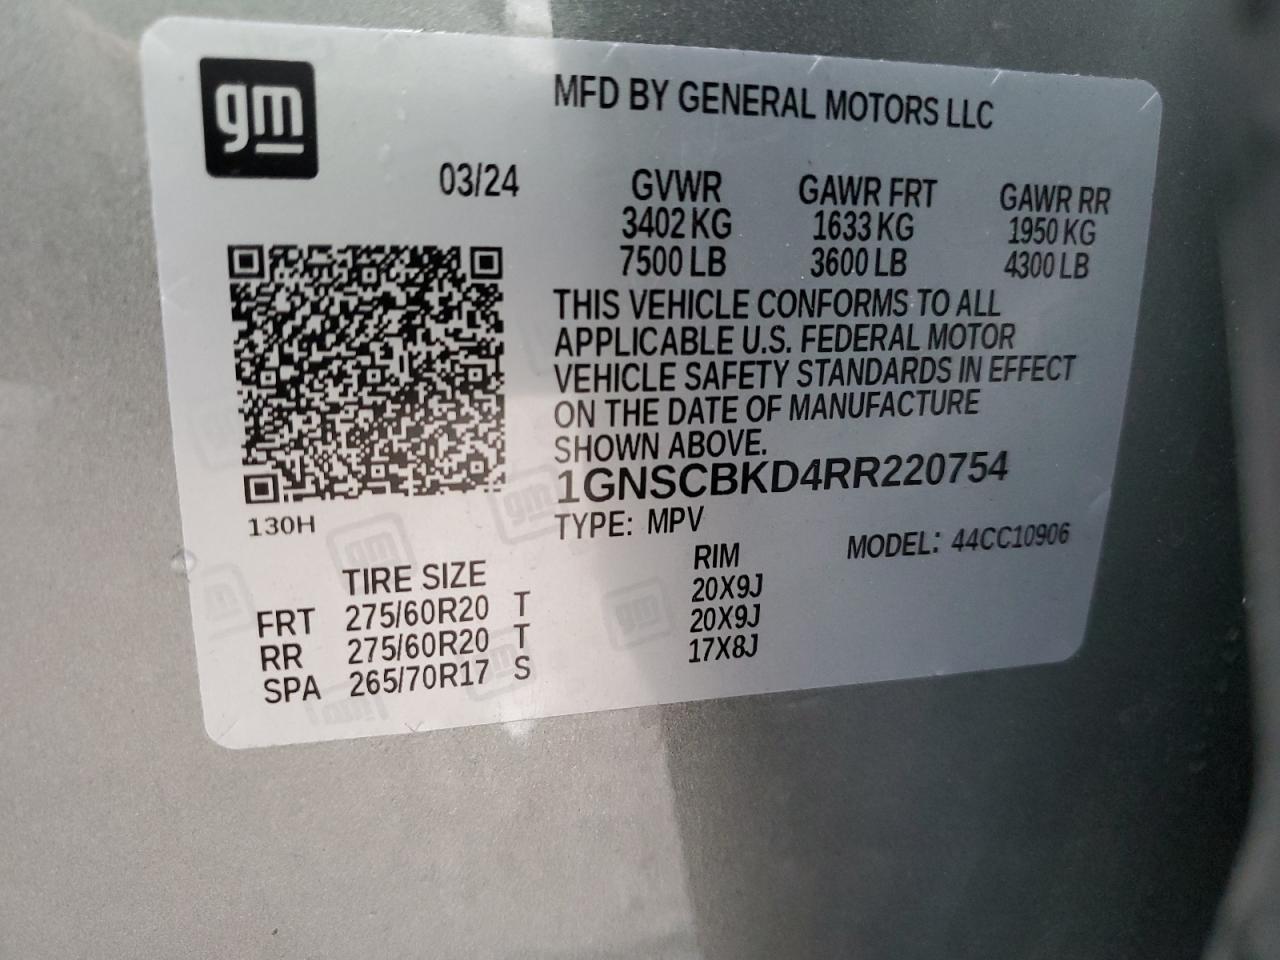 gm
MFD BY GENERAL MOTORS LLC
03/24 GVWR GAWR FRT GAWR RR
3402 KG 1633 KG 1950 KG
7500 LB 3600 LB 4300 LB
THIS VEHICLE CONFORMS TO ALL
APPLICABLE U.S. FEDERAL MOTOR
VEHICLE SAFETY STANDARDS IN EFFECT
ON THE DATE OF MANUFACTURE
SHOWN ABOVE.
1GNSCBKD4RR220754
130H
TYPE: MPV
MODEL: 44CC10906
TIRE SIZE RIM
FRT 275/60R20 T 20X9J
RR 275/60R20 T 20X9J
SPA 265/70R17 S 17X8J